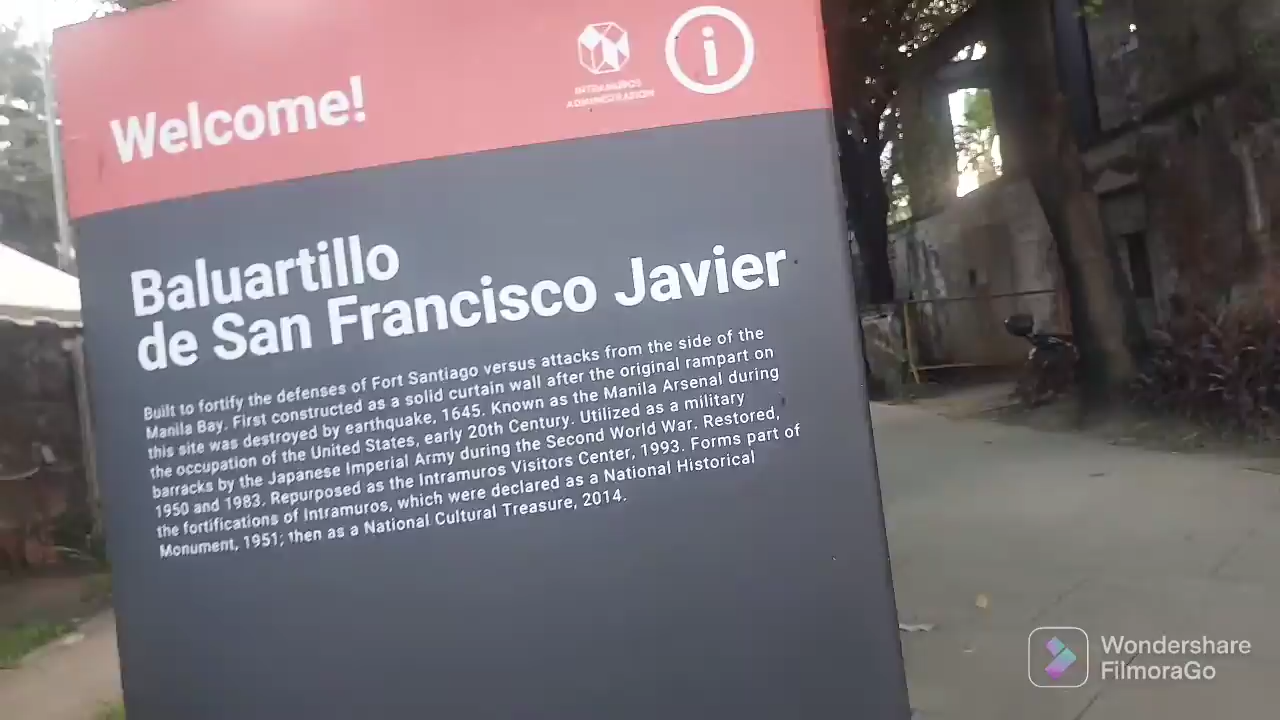 Welcome!
INTRAMUROS
ADMINISTRATION
i
Baluartillo
de San Francisco Javier
Built to fortify the defenses of Fort Santiago versus attacks from the side of the
Manila Bay. First constructed as a solid curtain wall after the original rampart on
this site was destroyed by earthquake, 1645. Known as the Manila Arsenal during
the occupation of the United States, early 20th Century. Utilized as a military
barracks by the Japanese Imperial Army during the Second World War. Restored,
1950 and 1983. Repurposed as the Intramuros Visitors Center, 1993. Forms part of
the fortifications of Intramuros, which were declared as a National Historical
Monument, 1951; then as a National Cultural Treasure, 2014.
Wondershare
FilmoraGo